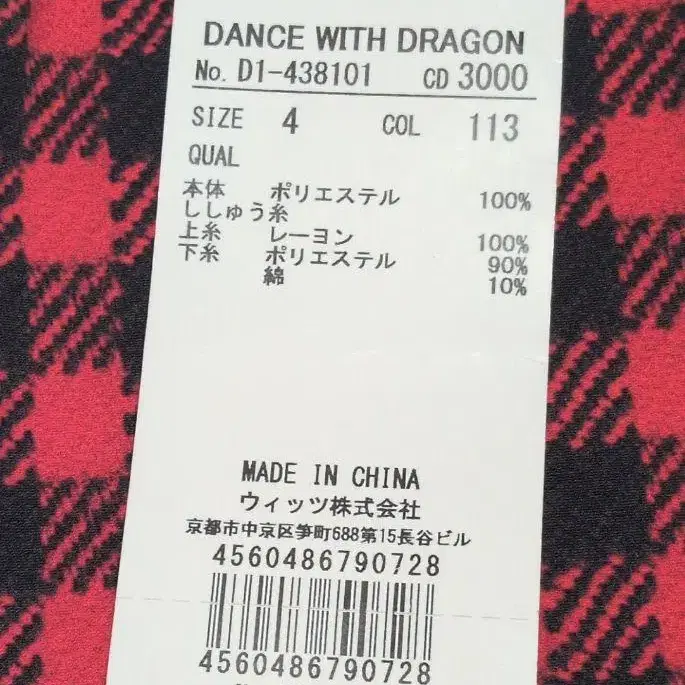 DANCE WITH DRAGON
No. D1-438101 CD 3000
SIZE 4 COL 113
QUAL
本体 ポリエステル 100%
ししゅう糸
上糸 レーヨン 100%
下糸 ポリエステル 90%
綿 10%
MADE IN CHINA
ウィッツ株式会社
京都市中京区笋町688第15長谷ビル
4560486790728
4560486790728